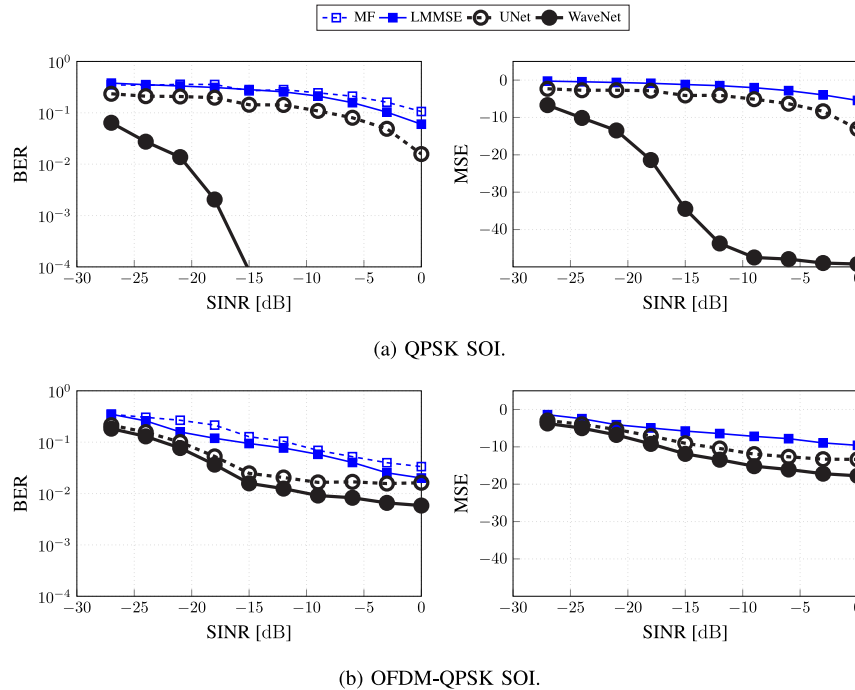 MF LMMSE UNet WaveNet
10^0
10^-1
10^-2
10^-3
10^-4
BER
−30 −25 −20 −15 −10 −5 0
SINR [dB]
0
−10
−20
−30
−40
MSE
−30 −25 −20 −15 −10 −5 0
SINR [dB]
(a) QPSK SOI.
10^0
10^-1
10^-2
10^-3
10^-4
BER
−30 −25 −20 −15 −10 −5 0
SINR [dB]
0
−10
−20
−30
−40
MSE
−30 −25 −20 −15 −10 −5 0
SINR [dB]
(b) OFDM-QPSK SOI.